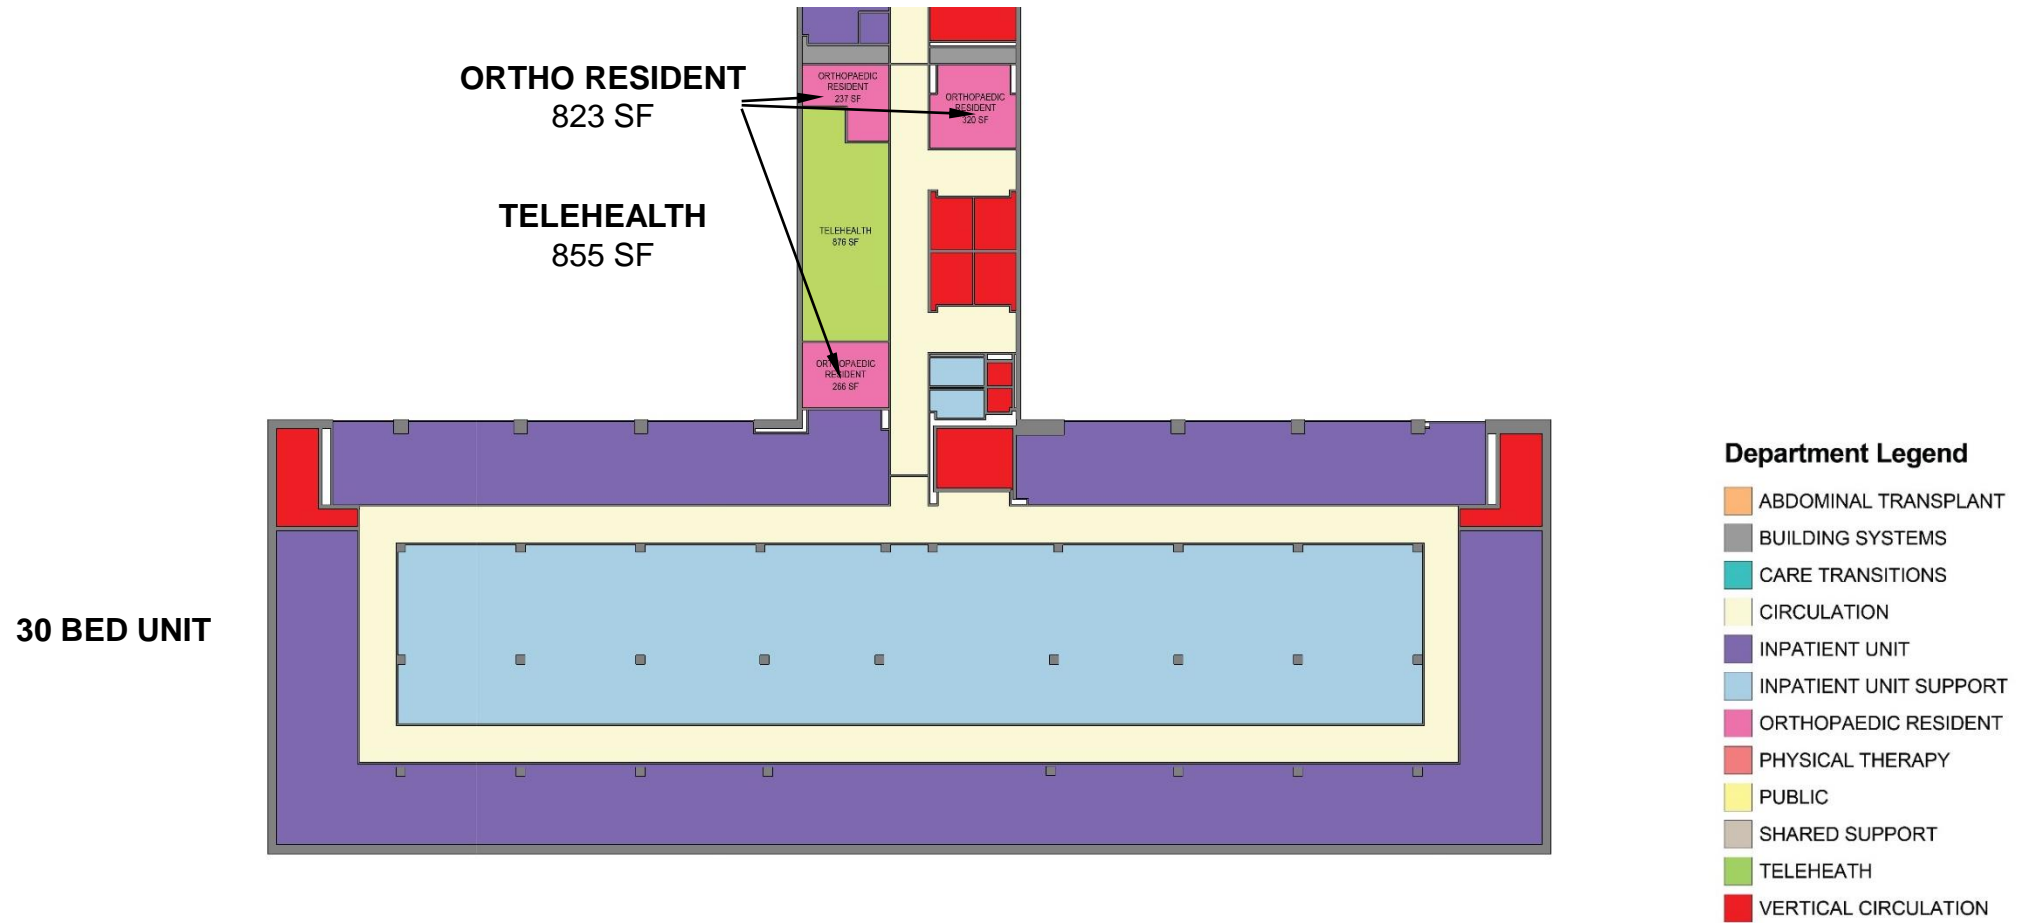 ORTHO RESIDENT
823 SF
TELEHEALTH
855 SF
30 BED UNIT
ORTHOPAEDIC
RESIDENT
237 SF
ORTHOPAEDIC
RESIDENT
320 SF
TELEHEALTH
876 SF
ORTHOPAEDIC
RESIDENT
266 SF
Department Legend
ABDOMINAL TRANSPLANT
BUILDING SYSTEMS
CARE TRANSITIONS
CIRCULATION
INPATIENT UNIT
INPATIENT UNIT SUPPORT
ORTHOPAEDIC RESIDENT
PHYSICAL THERAPY
PUBLIC
SHARED SUPPORT
TELEHEATH
VERTICAL CIRCULATION